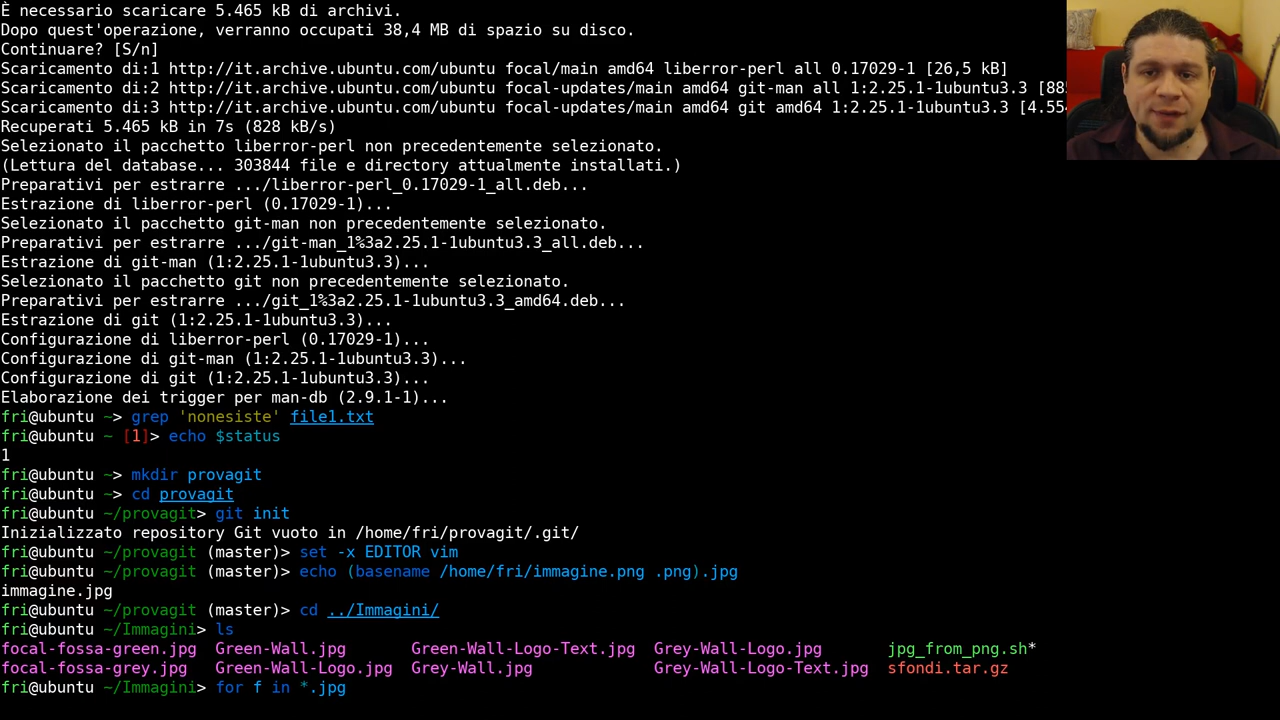 È necessario scaricare 5.465 kB di archivi.
Dopo quest'operazione, verranno occupati 38,4 MB di spazio su disco.
Continuare? [S/n]
Scaricamento di:1 http://it.archive.ubuntu.com/ubuntu focal/main amd64 liberror-perl all 0.17029-1 [26,5 kB]
Scaricamento di:2 http://it.archive.ubuntu.com/ubuntu focal-updates/main amd64 git-man all 1:2.25.1-1ubuntu3.3 [885
Scaricamento di:3 http://it.archive.ubuntu.com/ubuntu focal-updates/main amd64 git amd64 1:2.25.1-1ubuntu3.3 [4.554
Recuperati 5.465 kB in 7s (828 kB/s)
Selezionato il pacchetto liberror-perl non precedentemente selezionato.
(Lettura del database... 303844 file e directory attualmente installati.)
Preparativi per estrarre .../liberror-perl_0.17029-1_all.deb...
Estrazione di liberror-perl (0.17029-1)...
Selezionato il pacchetto git-man non precedentemente selezionato.
Preparativi per estrarre .../git-man_1%3a2.25.1-1ubuntu3.3_all.deb...
Estrazione di git-man (1:2.25.1-1ubuntu3.3)...
Selezionato il pacchetto git non precedentemente selezionato.
Preparativi per estrarre .../git_1%3a2.25.1-1ubuntu3.3_amd64.deb...
Estrazione di git (1:2.25.1-1ubuntu3.3)...
Configurazione di liberror-perl (0.17029-1)...
Configurazione di git-man (1:2.25.1-1ubuntu3.3)...
Configurazione di git (1:2.25.1-1ubuntu3.3)...
Elaborazione dei trigger per man-db (2.9.1-1)...
fri@ubuntu ~> grep 'nonesiste' file1.txt
fri@ubuntu ~ [1]> echo $status
1
fri@ubuntu ~> mkdir provagit
fri@ubuntu ~> cd provagit
fri@ubuntu ~/provagit> git init
Inizializzato repository Git vuoto in /home/fri/provagit/.git/
fri@ubuntu ~/provagit (master)> set -x EDITOR vim
fri@ubuntu ~/provagit (master)> echo (basename /home/fri/immagine.png .png).jpg
immagine.jpg
fri@ubuntu ~/provagit (master)> cd ../Immagini/
fri@ubuntu ~/Immagini> ls
focal-fossa-green.jpg Green-Wall.jpg Green-Wall-Logo-Text.jpg Grey-Wall-Logo.jpg jpg_from_png.sh*
focal-fossa-grey.jpg Green-Wall-Logo.jpg Grey-Wall.jpg Grey-Wall-Logo-Text.jpg sfondi.tar.gz
fri@ubuntu ~/Immagini> for f in *.jpg